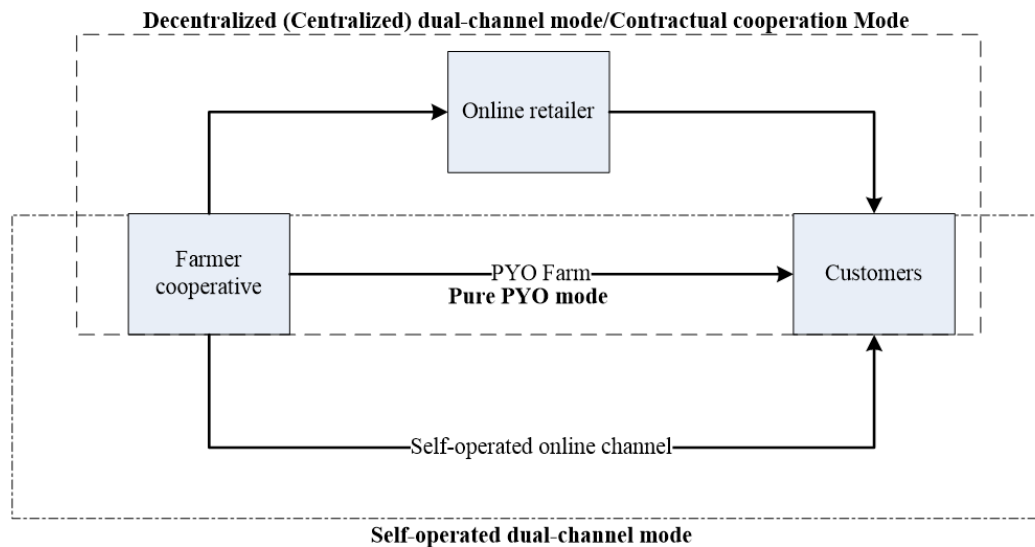 Decentralized (Centralized) dual-channel mode/Contractual cooperation Mode
Online retailer
Farmer
cooperative
PYO Farm
Pure PYO mode
Customers
Self-operated online channel
Self-operated dual-channel mode